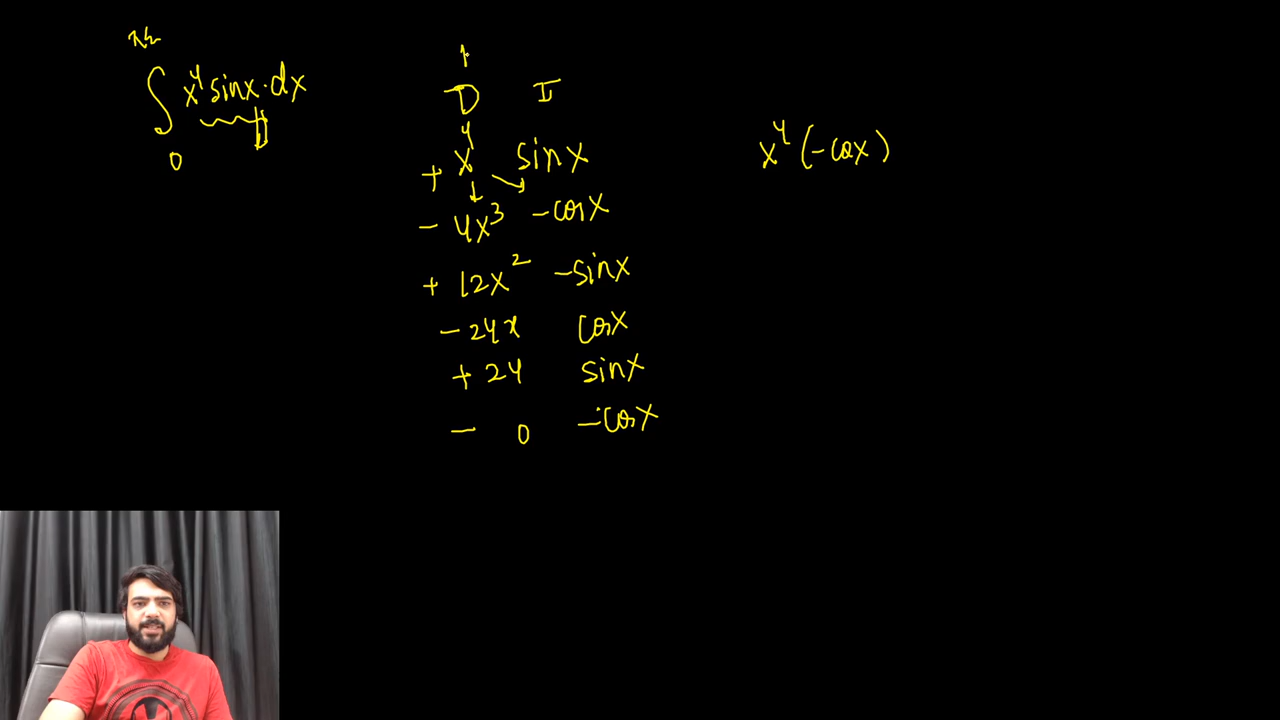 π/2
∫ x⁴ sinx·dx
0
D I
+ x⁴ sinx
- 4x³ -cosx
+ 12x² -sinx
- 24x cosx
+ 24 sinx
- 0 -cosx
x⁴(-cosx)